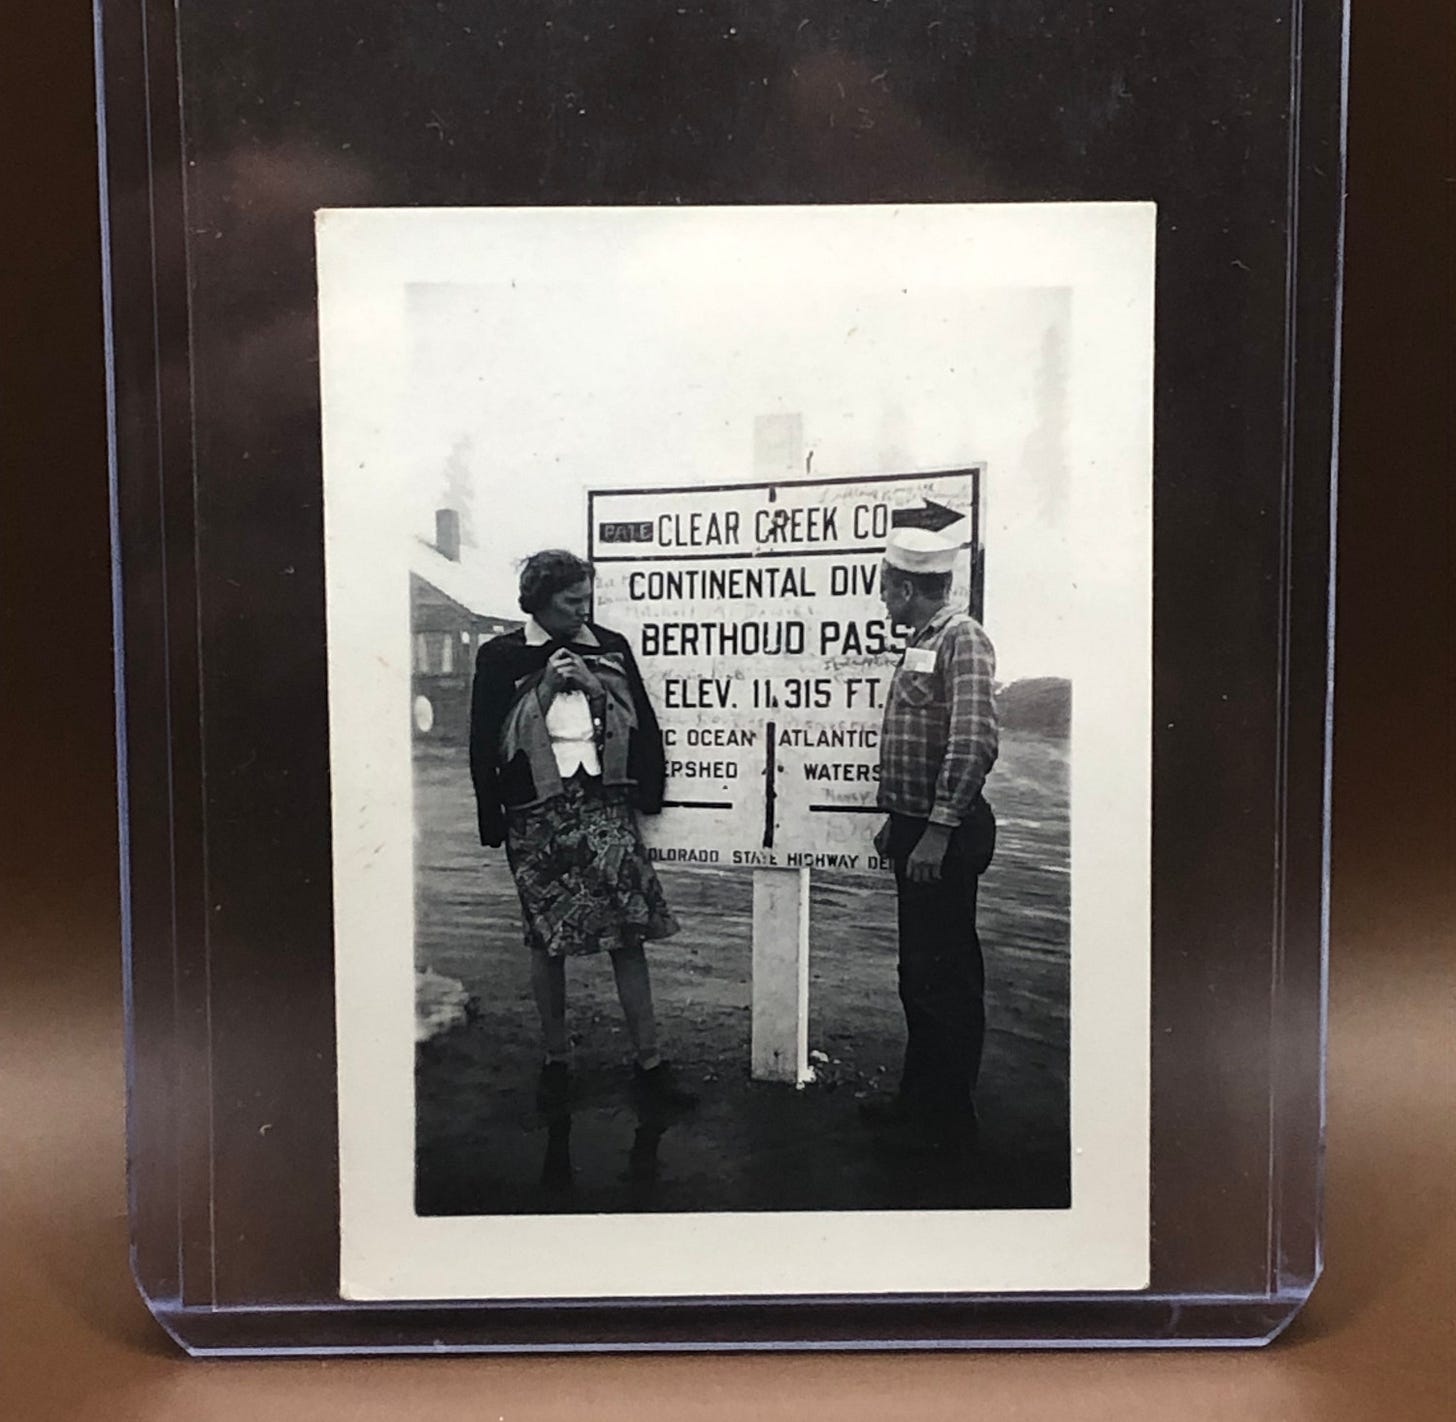 CLEAR CREEK CO
CONTINENTAL DIV
BERTHOUD PASS
ELEV. 11,315 FT.
C OCEAN ATLANTIC
ERSHED WATERS
OLORADO STATE HIGHWAY DE